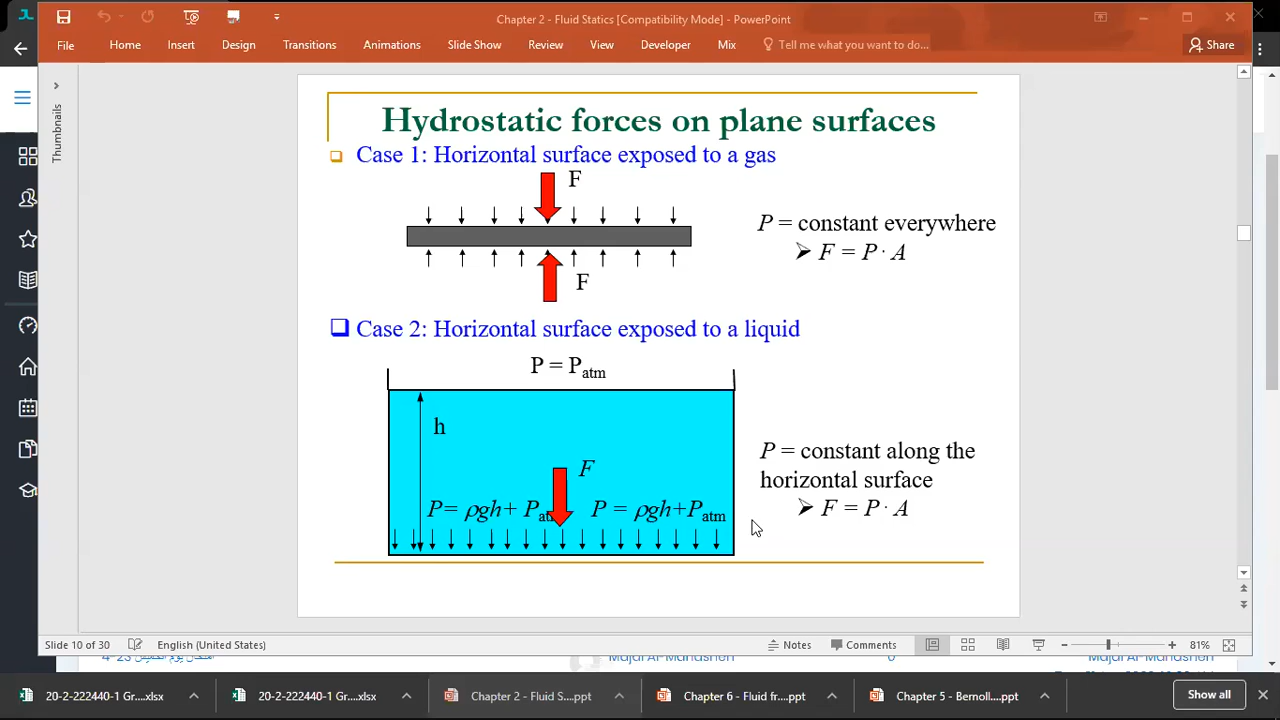 Chapter 2 - Fluid Statics [Compatibility Mode] - PowerPoint
File Home Insert Design Transitions Animations Slide Show Review View Developer Mix Tell me what you want to do... Share
Thumbnails
Hydrostatic forces on plane surfaces
Case 1: Horizontal surface exposed to a gas
F
P = constant everywhere
F = P· A
F
Case 2: Horizontal surface exposed to a liquid
P = Patm
h
P = constant along the
horizontal surface
F = P· A
F
P= ρgh+ Pat
P = ρgh+Patm
Slide 10 of 30 English (United States) Notes Comments 81%
20-2-222440-1 Gr....xlsx 20-2-222440-1 Gr....xlsx Chapter 2 - Fluid S....ppt Chapter 6 - Fluid fr....ppt Chapter 5 - Bernoll....ppt Show all